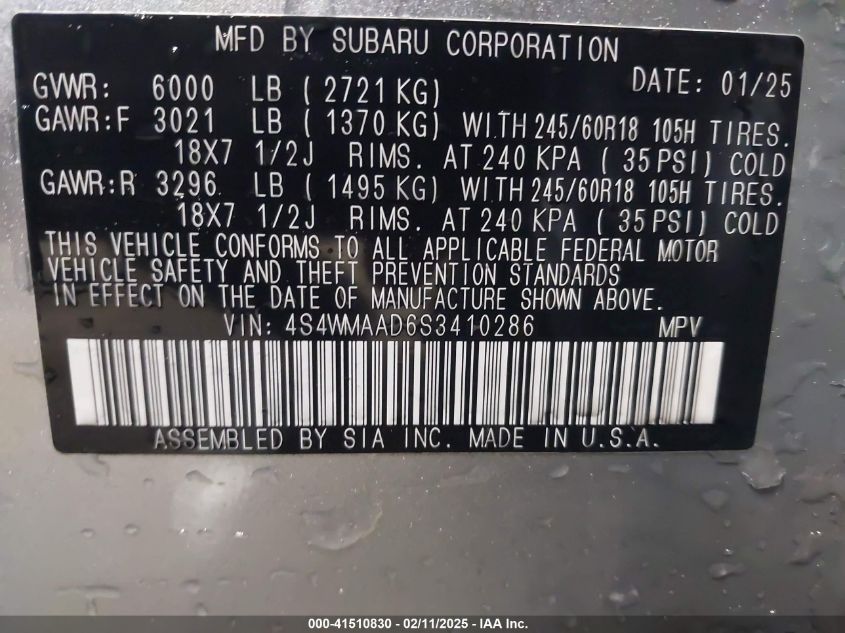 MFD BY SUBARU CORPORATION
DATE: 01/25
GVWR: 6000 LB ( 2721 KG)
GAWR:F 3021 LB ( 1370 KG) WITH 245/60R18 105H TIRES.
18X7 1/2J RIMS. AT 240 KPA ( 35 PSI) COLD
GAWR:R 3296 LB ( 1495 KG) WITH 245/60R18 105H TIRES.
18X7 1/2J RIMS. AT 240 KPA ( 35 PSI) COLD
THIS VEHICLE CONFORMS TO ALL APPLICABLE FEDERAL MOTOR
VEHICLE SAFETY AND THEFT PREVENTION STANDARDS
IN EFFECT ON THE DATE OF MANUFACTURE SHOWN ABOVE.
VIN: 4S4WMAAD6S3410286 MPV
ASSEMBLED BY SIA INC. MADE IN U.S.A.
000-41510830 - 02/11/2025 - IAA Inc.